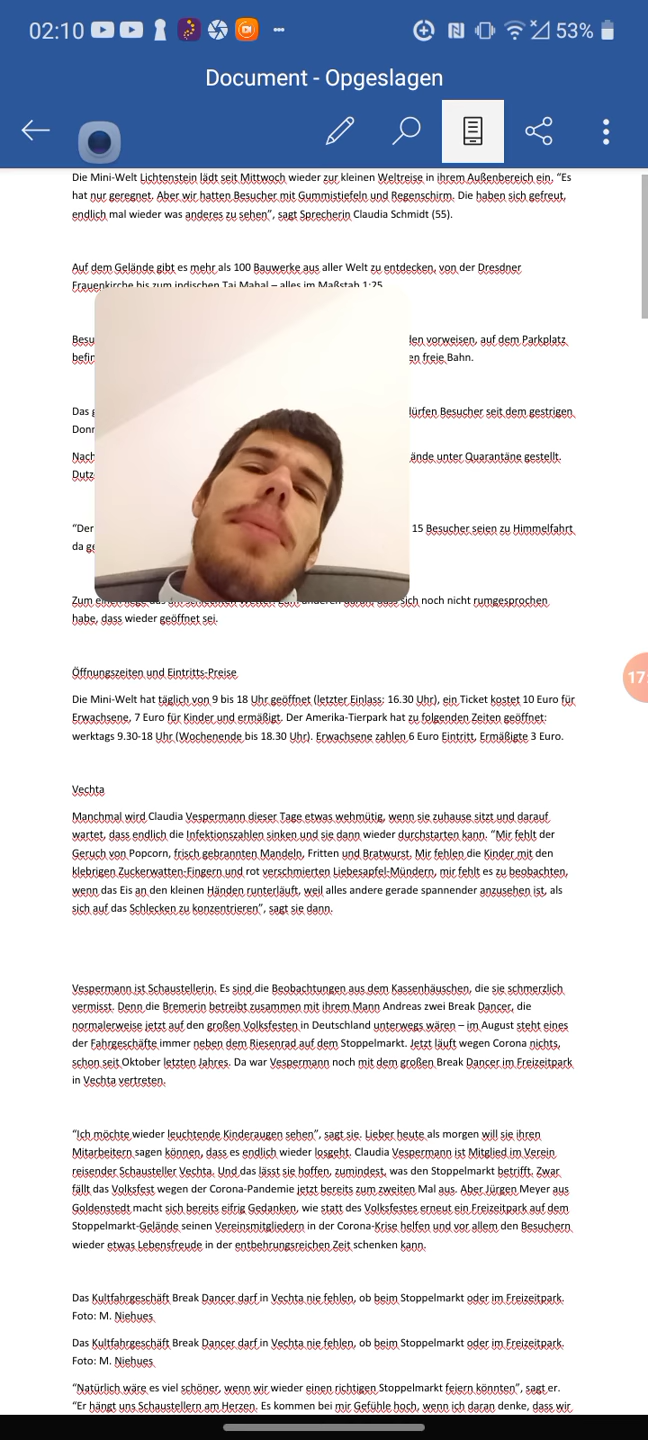 02:10
53%
Document - Opgeslagen
Die Mini-Welt Lichtenstein lädt seit Mittwoch wieder zur kleinen Weltreise in ihrem Außenbereich ein. “Es
hat nur geregnet. Aber wir hatten Besucher mit Gummistiefeln und Regenschirm. Die haben sich gefreut,
endlich mal wieder was anderes zu sehen”, sagt Sprecherin Claudia Schmidt (55).
Auf dem Gelände gibt es mehr als 100 Bauwerke aus aller Welt zu entdecken, von der Dresdner
Frauenkirche bis zum indischen Taj Mahal – alles im Maßstab 1:25.
vorweisen, auf dem Parkplatz
freie Bahn.
Das dürfen Besucher seit dem gestrigen
Nach unter Quarantäne gestellt.
“Der 15 Besucher seien zu Himmelfahrt
da
Zum sich noch nicht rumgesprochen
habe, dass wieder geöffnet sei.
Öffnungszeiten und Eintritts-Preise
17
Die Mini-Welt hat täglich von 9 bis 18 Uhr geöffnet (letzter Einlass: 16.30 Uhr), ein Ticket kostet 10 Euro für
Erwachsene, 7 Euro für Kinder und ermäßigt. Der Amerika-Tierpark hat zu folgenden Zeiten geöffnet:
werktags 9.30-18 Uhr (Wochenende bis 18.30 Uhr). Erwachsene zahlen 6 Euro Eintritt, Ermäßigte 3 Euro.
Vechta
Manchmal wird Claudia Vespermann dieser Tage etwas wehmütig, wenn sie zuhause sitzt und darauf
wartet, dass endlich die Infektionszahlen sinken und sie dann wieder durchstarten kann. “Mir fehlt der
Geruch von Popcorn, frisch gebrannten Mandeln, Fritten und Bratwurst. Mir fehlen die Kinder mit den
klebrigen Zuckerwatten-Fingern und rot verschmierten Liebesapfel-Mündern, mir fehlt es zu beobachten,
wenn das Eis an den kleinen Händen runterläuft, weil alles andere gerade spannender anzusehen ist, als
sich auf das Schlecken zu konzentrieren”, sagt sie dann.
Vespermann ist Schaustellerin. Es sind die Beobachtungen aus dem Kassenhäuschen, die sie schmerzlich
vermisst. Denn die Bremerin betreibt zusammen mit ihrem Mann Andreas zwei Break Dancer, die
normalerweise jetzt auf den großen Volksfesten in Deutschland unterwegs wären – im August steht eines
der Fahrgeschäfte immer neben dem Riesenrad auf dem Stoppelmarkt. Jetzt läuft wegen Corona nichts,
schon seit Oktober letzten Jahres. Da war Vespermann noch mit dem großen Break Dancer im Freizeitpark
in Vechta vertreten.
“Ich möchte wieder leuchtende Kinderaugen sehen”, sagt sie. Lieber heute als morgen will sie ihren
Mitarbeitern sagen können, dass es endlich wieder losgeht. Claudia Vespermann ist Mitglied im Verein
reisender Schausteller Vechta. Und das lässt sie hoffen, zumindest, was den Stoppelmarkt betrifft. Zwar
fällt das Volksfest wegen der Corona-Pandemie jetzt bereits zum zweiten Mal aus. Aber Jürgen Meyer aus
Goldenstedt macht sich bereits eifrig Gedanken, wie statt des Volksfestes erneut ein Freizeitpark auf dem
Stoppelmarkt-Gelände seinen Vereinsmitgliedern in der Corona-Krise helfen und vor allem den Besuchern
wieder etwas Lebensfreude in der entbehrungsreichen Zeit schenken kann.
Das Kultfahrgeschäft Break Dancer darf in Vechta nie fehlen, ob beim Stoppelmarkt oder im Freizeitpark.
Foto: M. Niehues
Das Kultfahrgeschäft Break Dancer darf in Vechta nie fehlen, ob beim Stoppelmarkt oder im Freizeitpark.
Foto: M. Niehues
“Natürlich wäre es viel schöner, wenn wir wieder einen richtigen Stoppelmarkt feiern könnten”, sagt er.
“Er hängt uns Schaustellern am Herzen. Es kommen bei mir Gefühle hoch, wenn ich daran denke, dass wir